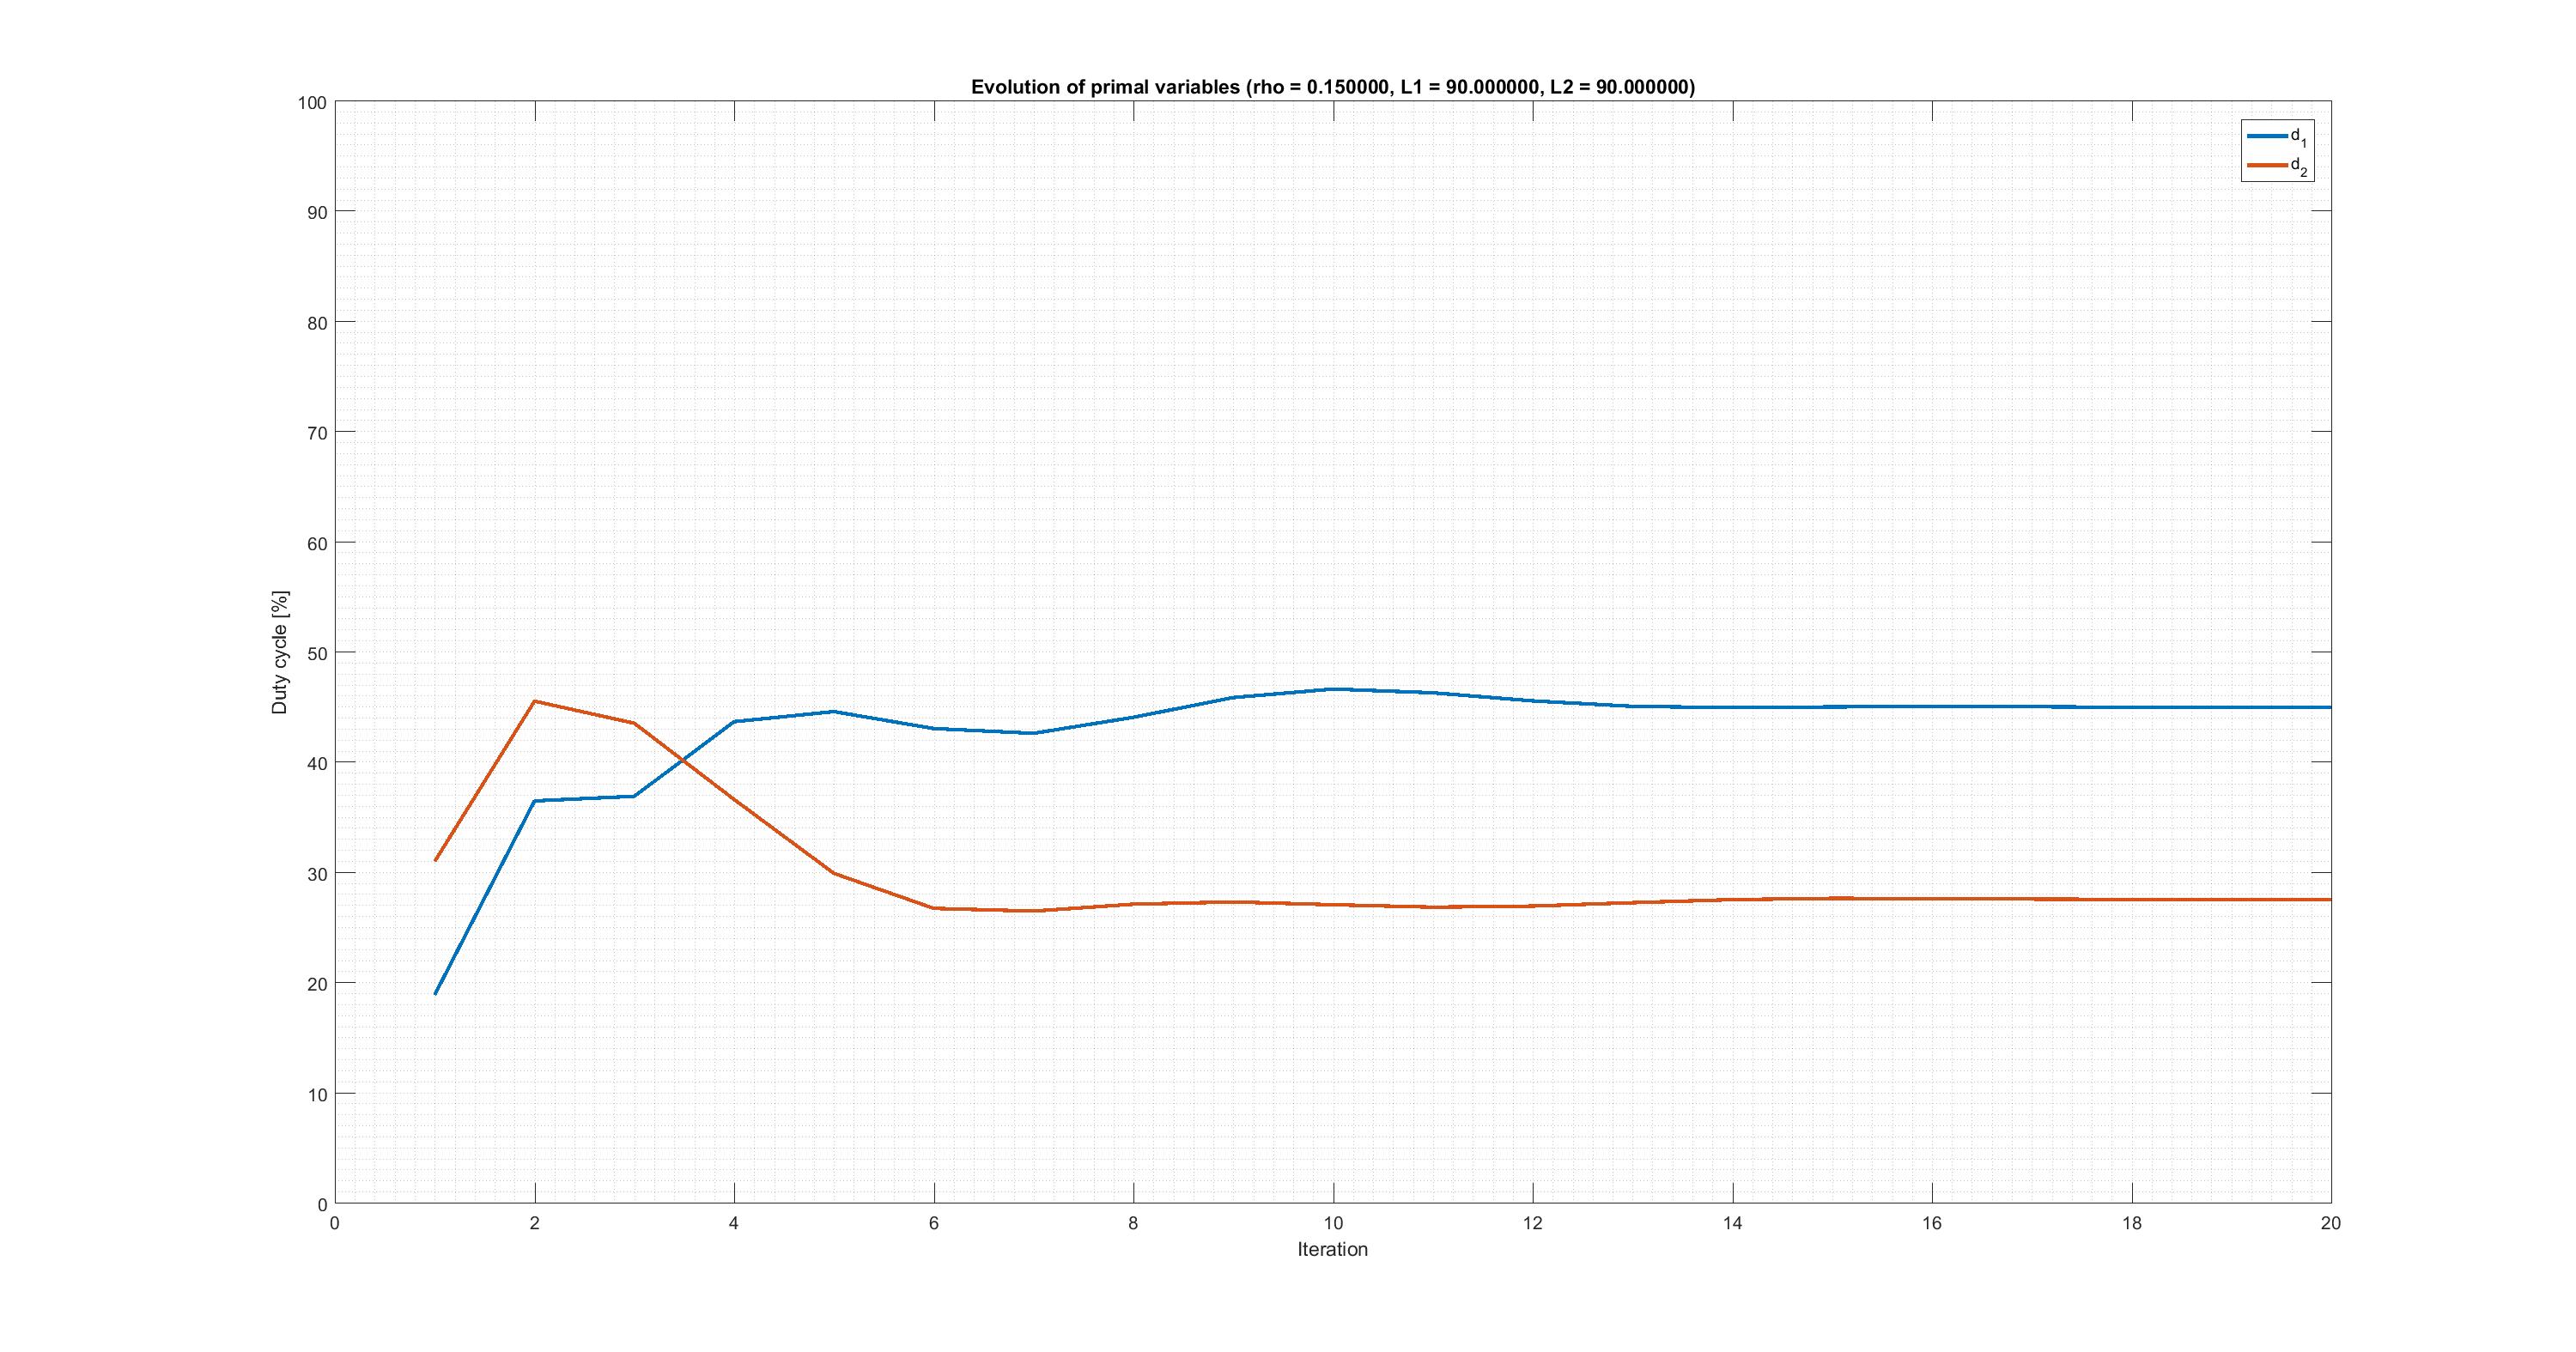 Evolution of primal variables (rho = 0.150000, L1 = 90.000000, L2 = 90.000000)
100
90
80
70
60
50
40
30
20
10
0
Duty cycle [%]
d_1
d_2
0 2 4 6 8 10 12 14 16 18 20
Iteration